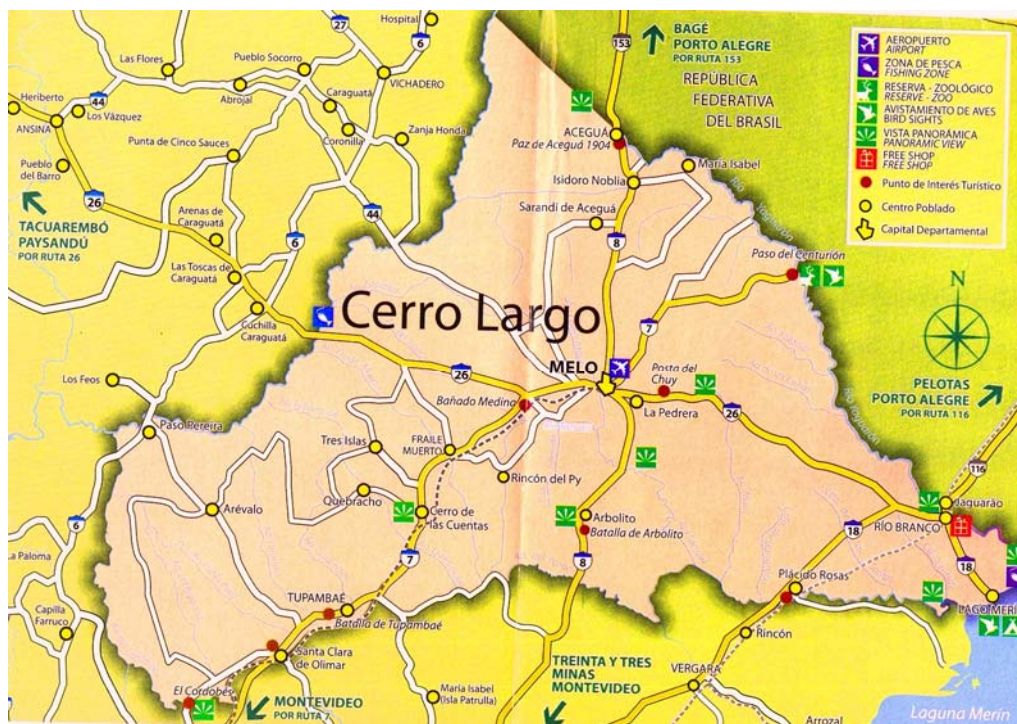 Hospital
27
6
Las Flores
Pueblo Socorro
VICHADERO
Heriberto
44
Los Vázquez
ANSINA
Abrojal
Caraguatá
Coronilla
Zanja Honda
Pueblo
del Barro
Punta de Cinco Sauces
26
TACUAREMBÓ
PAYSANDÚ
POR RUTA 26
Arenas de
Caraguatá
44
6
Las Toscas de
Caraguatá
Cuchilla
Caraguatá
153
BAGÉ
PORTO ALEGRE
POR RUTA 153
REPÚBLICA
FEDERATIVA
DEL BRASIL
AEROPUERTO
AIRPORT
ZONA DE PESCA
FISHING ZONE
RESERVA - ZOOLÓGICO
RESERVE - ZOO
AVISTAMIENTO DE AVES
BIRD SIGHTS
VISTA PANORÁMICA
PANORAMIC VIEW
FREE SHOP
FREE SHOP
Punto de Interés Turístico
Centro Poblado
Capital Departamental
ACEGUÁ
Paz de Aceguá 1904
María Isabel
Isidoro Noblía
Sarandí de Aceguá
8
Río Yaguarón
Paso del Centurión
7
N
Cerro Largo
MELO
Posta del
Chuy
La Pedrera
26
26
Río Yaguarón
PELOTAS
PORTO ALEGRE
POR RUTA 116
116
Los Feos
Paso Pereira
Bañado Medina
Tres Islas
FRAILE
MUERTO
Rincón del Py
Quebracho
Cerro de
las Cuentas
Arévalo
Arbolito
Batalla de Arbolito
Jaguarão
RÍO BRANCO
18
6
La Paloma
7
8
18
Capilla
Farruco
TUPAMBAÉ
Batalla de Tupambaé
Plácido Rosas
LAGO MERÍN
Santa Clara
de Olimar
Rincón
El Cordobés
MONTEVIDEO
POR RUTA 7
María Isabel
(Isla Patrulla)
TREINTA Y TRES
MINAS
MONTEVIDEO
VERGARA
Arrozal
Laguna Merín